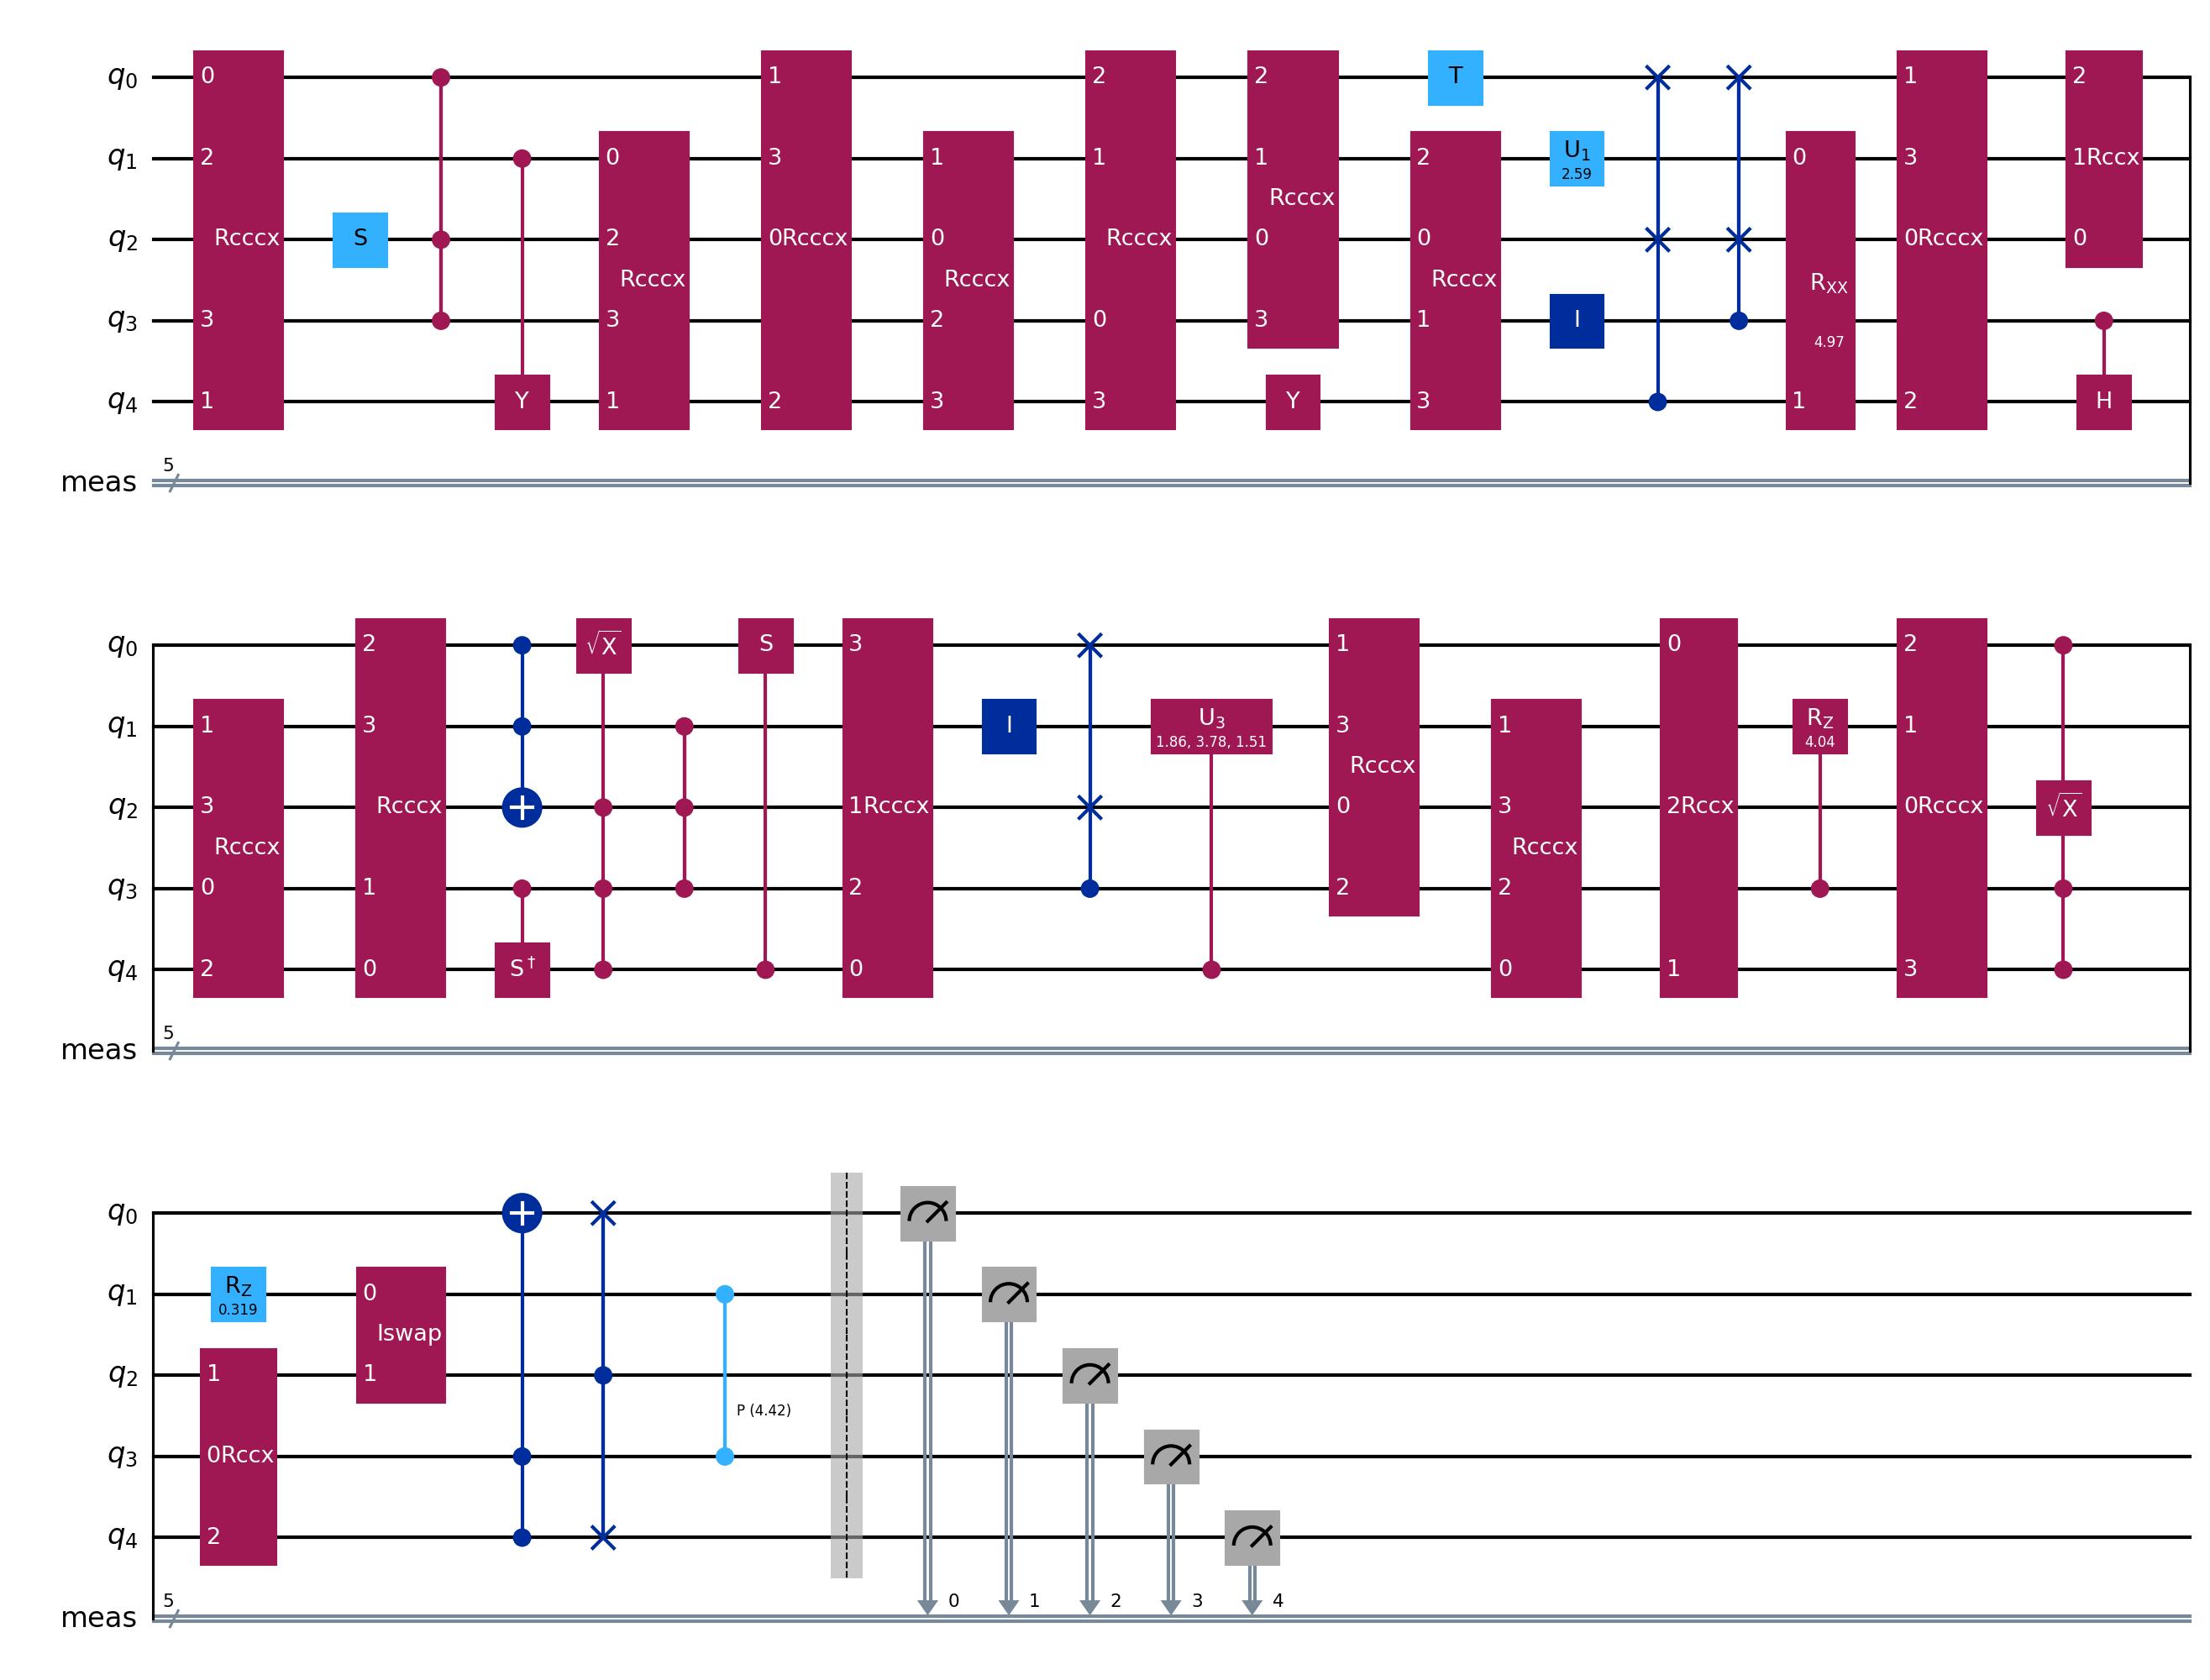 q0 0 1 2 2 T 1 2
q1 2 0 3 1 1 1 2 U1 0 3 1Rccx
2.59
Rcccx
q2 Rcccx S 2 0Rcccx 0 Rcccx 0 0 0Rcccx 0
Rcccx Rcccx Rcccx RXX
q3 3 3 2 0 3 1 I
4.97
q4 1 Y 1 2 3 3 Y 3 1 2 H
meas 5
q0 2 √X S 3 1 0 2
q1 1 3 I U3 3 1 RZ 1
1.86, 3.78, 1.51 4.04
Rcccx
q2 3 Rcccx 1Rcccx 0 3 2Rccx 0Rcccx √X
Rcccx Rcccx
q3 0 1 2 2 2
q4 2 0 S† 0 0 1 3
meas 5
q0
q1 RZ 0
0.319
Iswap
q2 1 1
P (4.42)
q3 0Rccx
q4 2
meas 5 0 1 2 3 4